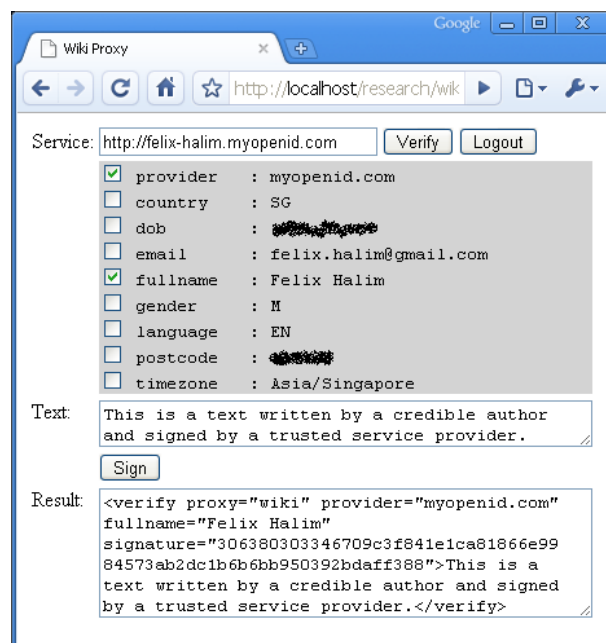 Google
Wiki Proxy
http://localhost/research/wik
Service: http://felix-halim.myopenid.com Verify Logout
provider : myopenid.com
country : SG
dob :
email : felix.halim@gmail.com
fullname : Felix Halim
gender : M
language : EN
postcode :
timezone : Asia/Singapore
Text: This is a text written by a credible author
and signed by a trusted service provider.
Sign
Result: <verify proxy="wiki" provider="myopenid.com"
fullname="Felix Halim"
signature="306380303346709c3f841e1ca81866e99
84573ab2dc1b6b6bb950392bdaff388">This is a
text written by a credible author and signed
by a trusted service provider.</verify>